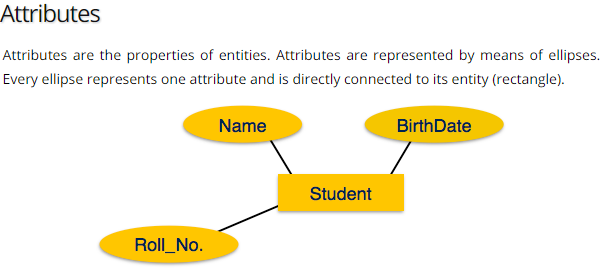 Attributes
Attributes are the properties of entities. Attributes are represented by means of ellipses.
Every ellipse represents one attribute and is directly connected to its entity (rectangle).
Name
BirthDate
Student
Roll_No.